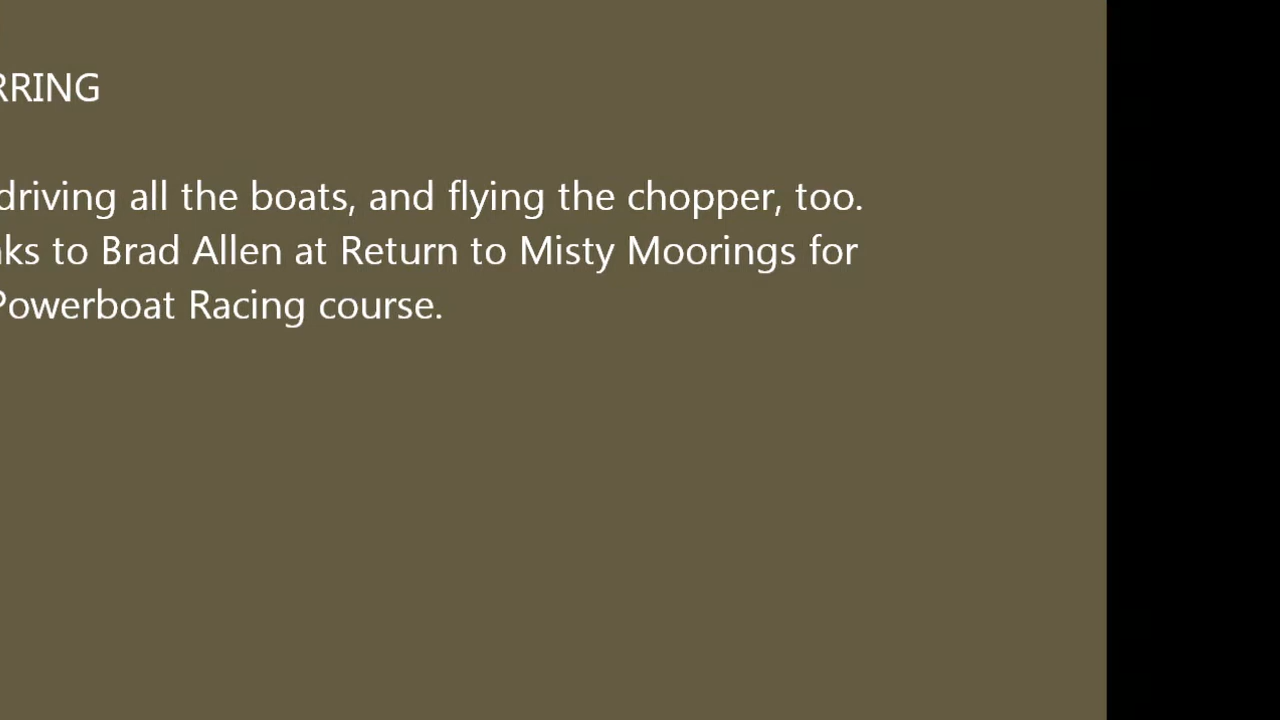 RRING
driving all the boats, and flying the chopper, too.
nks to Brad Allen at Return to Misty Moorings for
Powerboat Racing course.